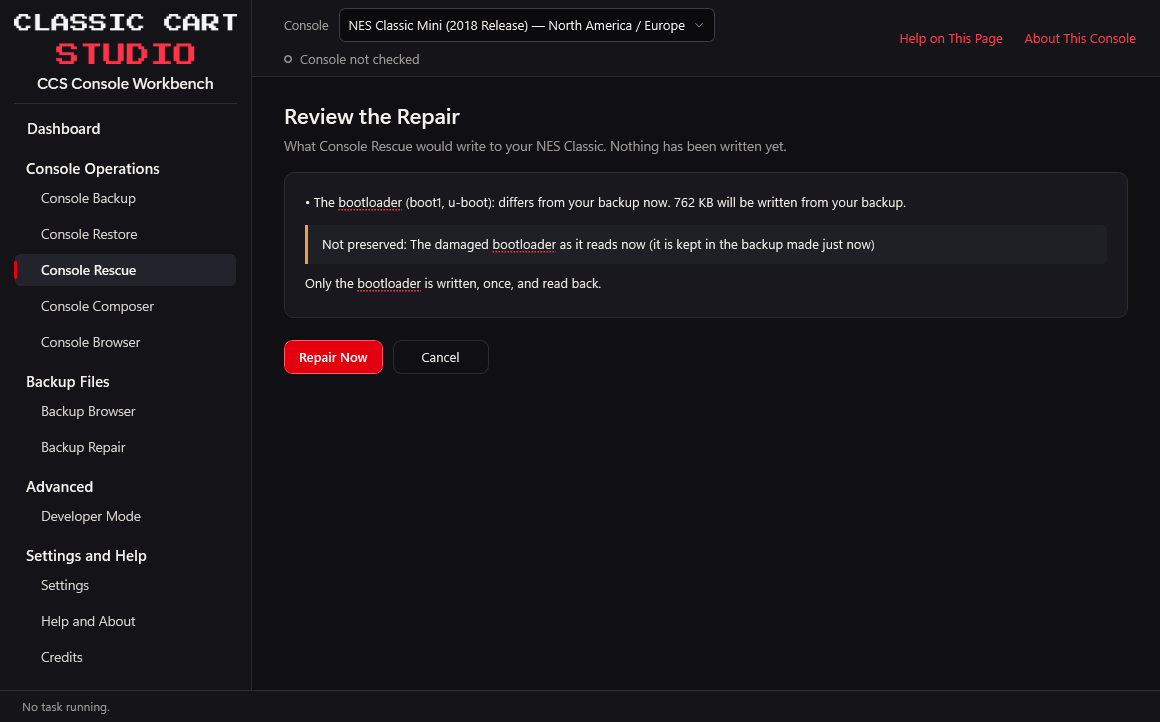 CLASSIC CART
STUDIO
CCS Console Workbench
Dashboard
Console Operations
Console Backup
Console Restore
Console Rescue
Console Composer
Console Browser
Backup Files
Backup Browser
Backup Repair
Advanced
Developer Mode
Settings and Help
Settings
Help and About
Credits
Console
NES Classic Mini (2018 Release) — North America / Europe
Console not checked
Help on This Page
About This Console
Review the Repair
What Console Rescue would write to your NES Classic. Nothing has been written yet.
• The bootloader (boot1, u-boot): differs from your backup now. 762 KB will be written from your backup.
Not preserved: The damaged bootloader as it reads now (it is kept in the backup made just now)
Only the bootloader is written, once, and read back.
Repair Now
Cancel
No task running.